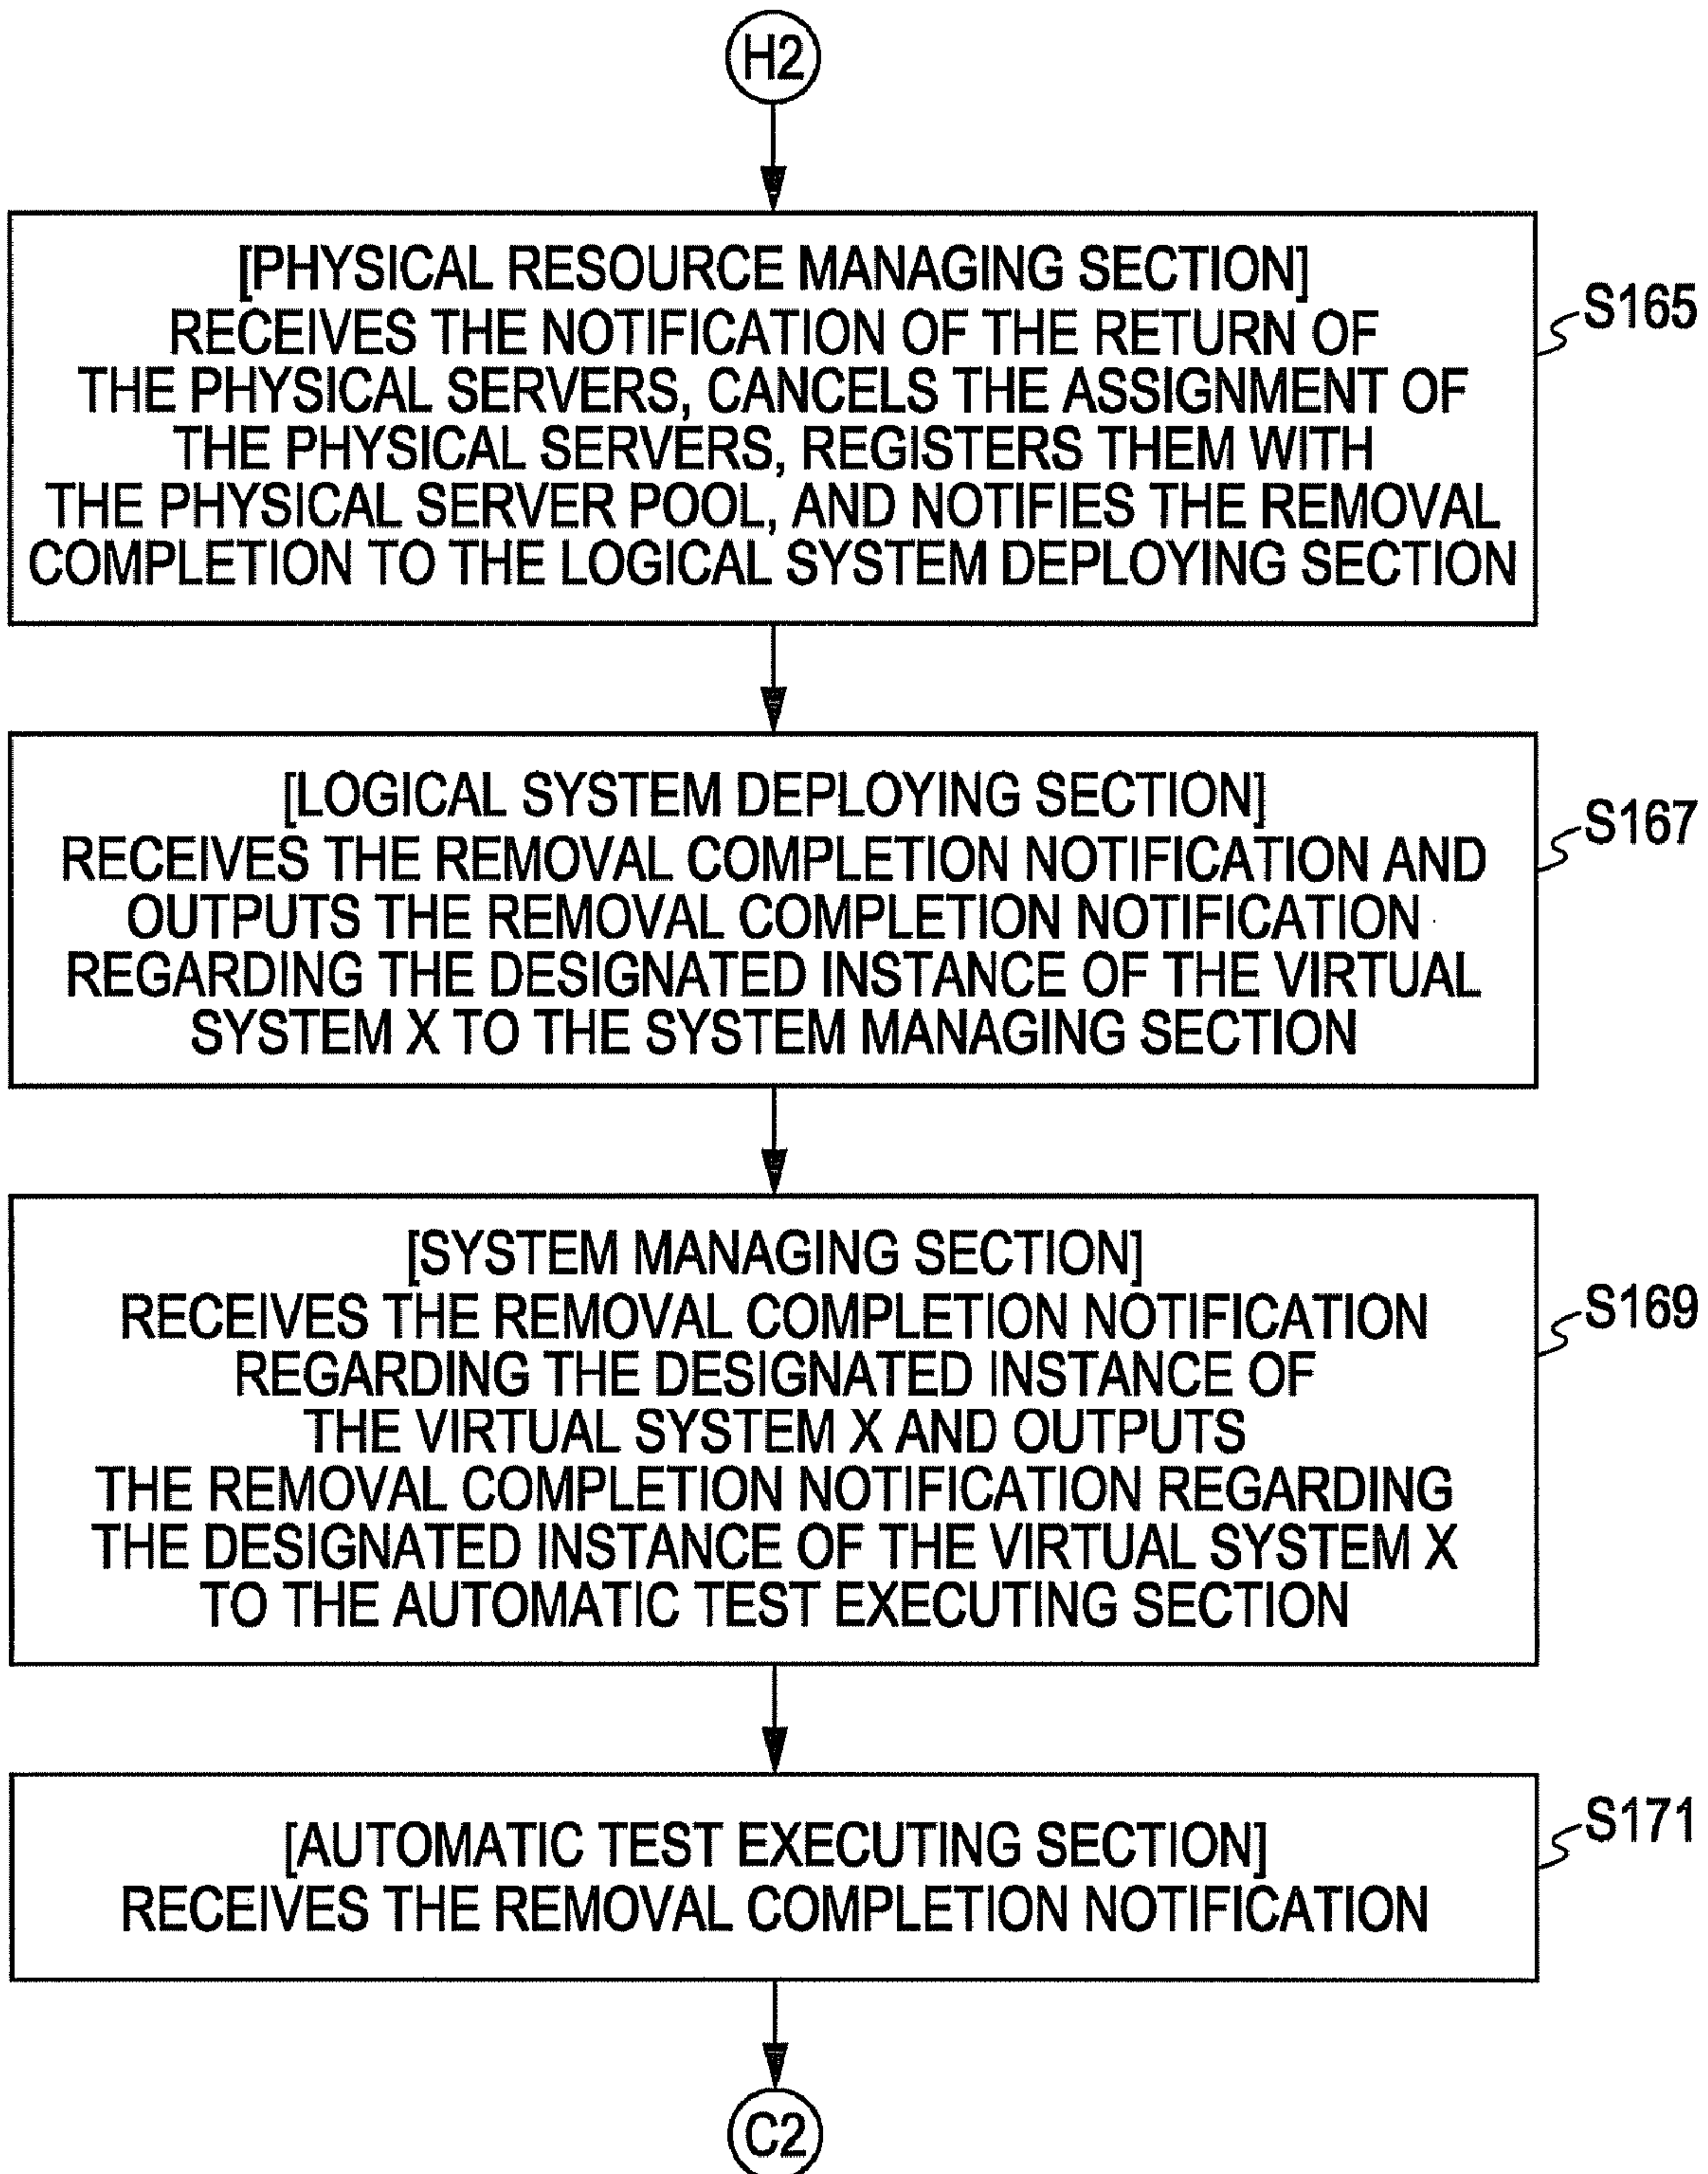 H2
[PHYSICAL RESOURCE MANAGING SECTION]
RECEIVES THE NOTIFICATION OF THE RETURN OF
THE PHYSICAL SERVERS, CANCELS THE ASSIGNMENT OF
THE PHYSICAL SERVERS, REGISTERS THEM WITH
THE PHYSICAL SERVER POOL, AND NOTIFIES THE REMOVAL
COMPLETION TO THE LOGICAL SYSTEM DEPLOYING SECTION
S165
[LOGICAL SYSTEM DEPLOYING SECTION]
RECEIVES THE REMOVAL COMPLETION NOTIFICATION AND
OUTPUTS THE REMOVAL COMPLETION NOTIFICATION
REGARDING THE DESIGNATED INSTANCE OF THE VIRTUAL
SYSTEM X TO THE SYSTEM MANAGING SECTION
S167
[SYSTEM MANAGING SECTION]
RECEIVES THE REMOVAL COMPLETION NOTIFICATION
REGARDING THE DESIGNATED INSTANCE OF
THE VIRTUAL SYSTEM X AND OUTPUTS
THE REMOVAL COMPLETION NOTIFICATION REGARDING
THE DESIGNATED INSTANCE OF THE VIRTUAL SYSTEM X
TO THE AUTOMATIC TEST EXECUTING SECTION
S169
[AUTOMATIC TEST EXECUTING SECTION]
RECEIVES THE REMOVAL COMPLETION NOTIFICATION
S171
C2